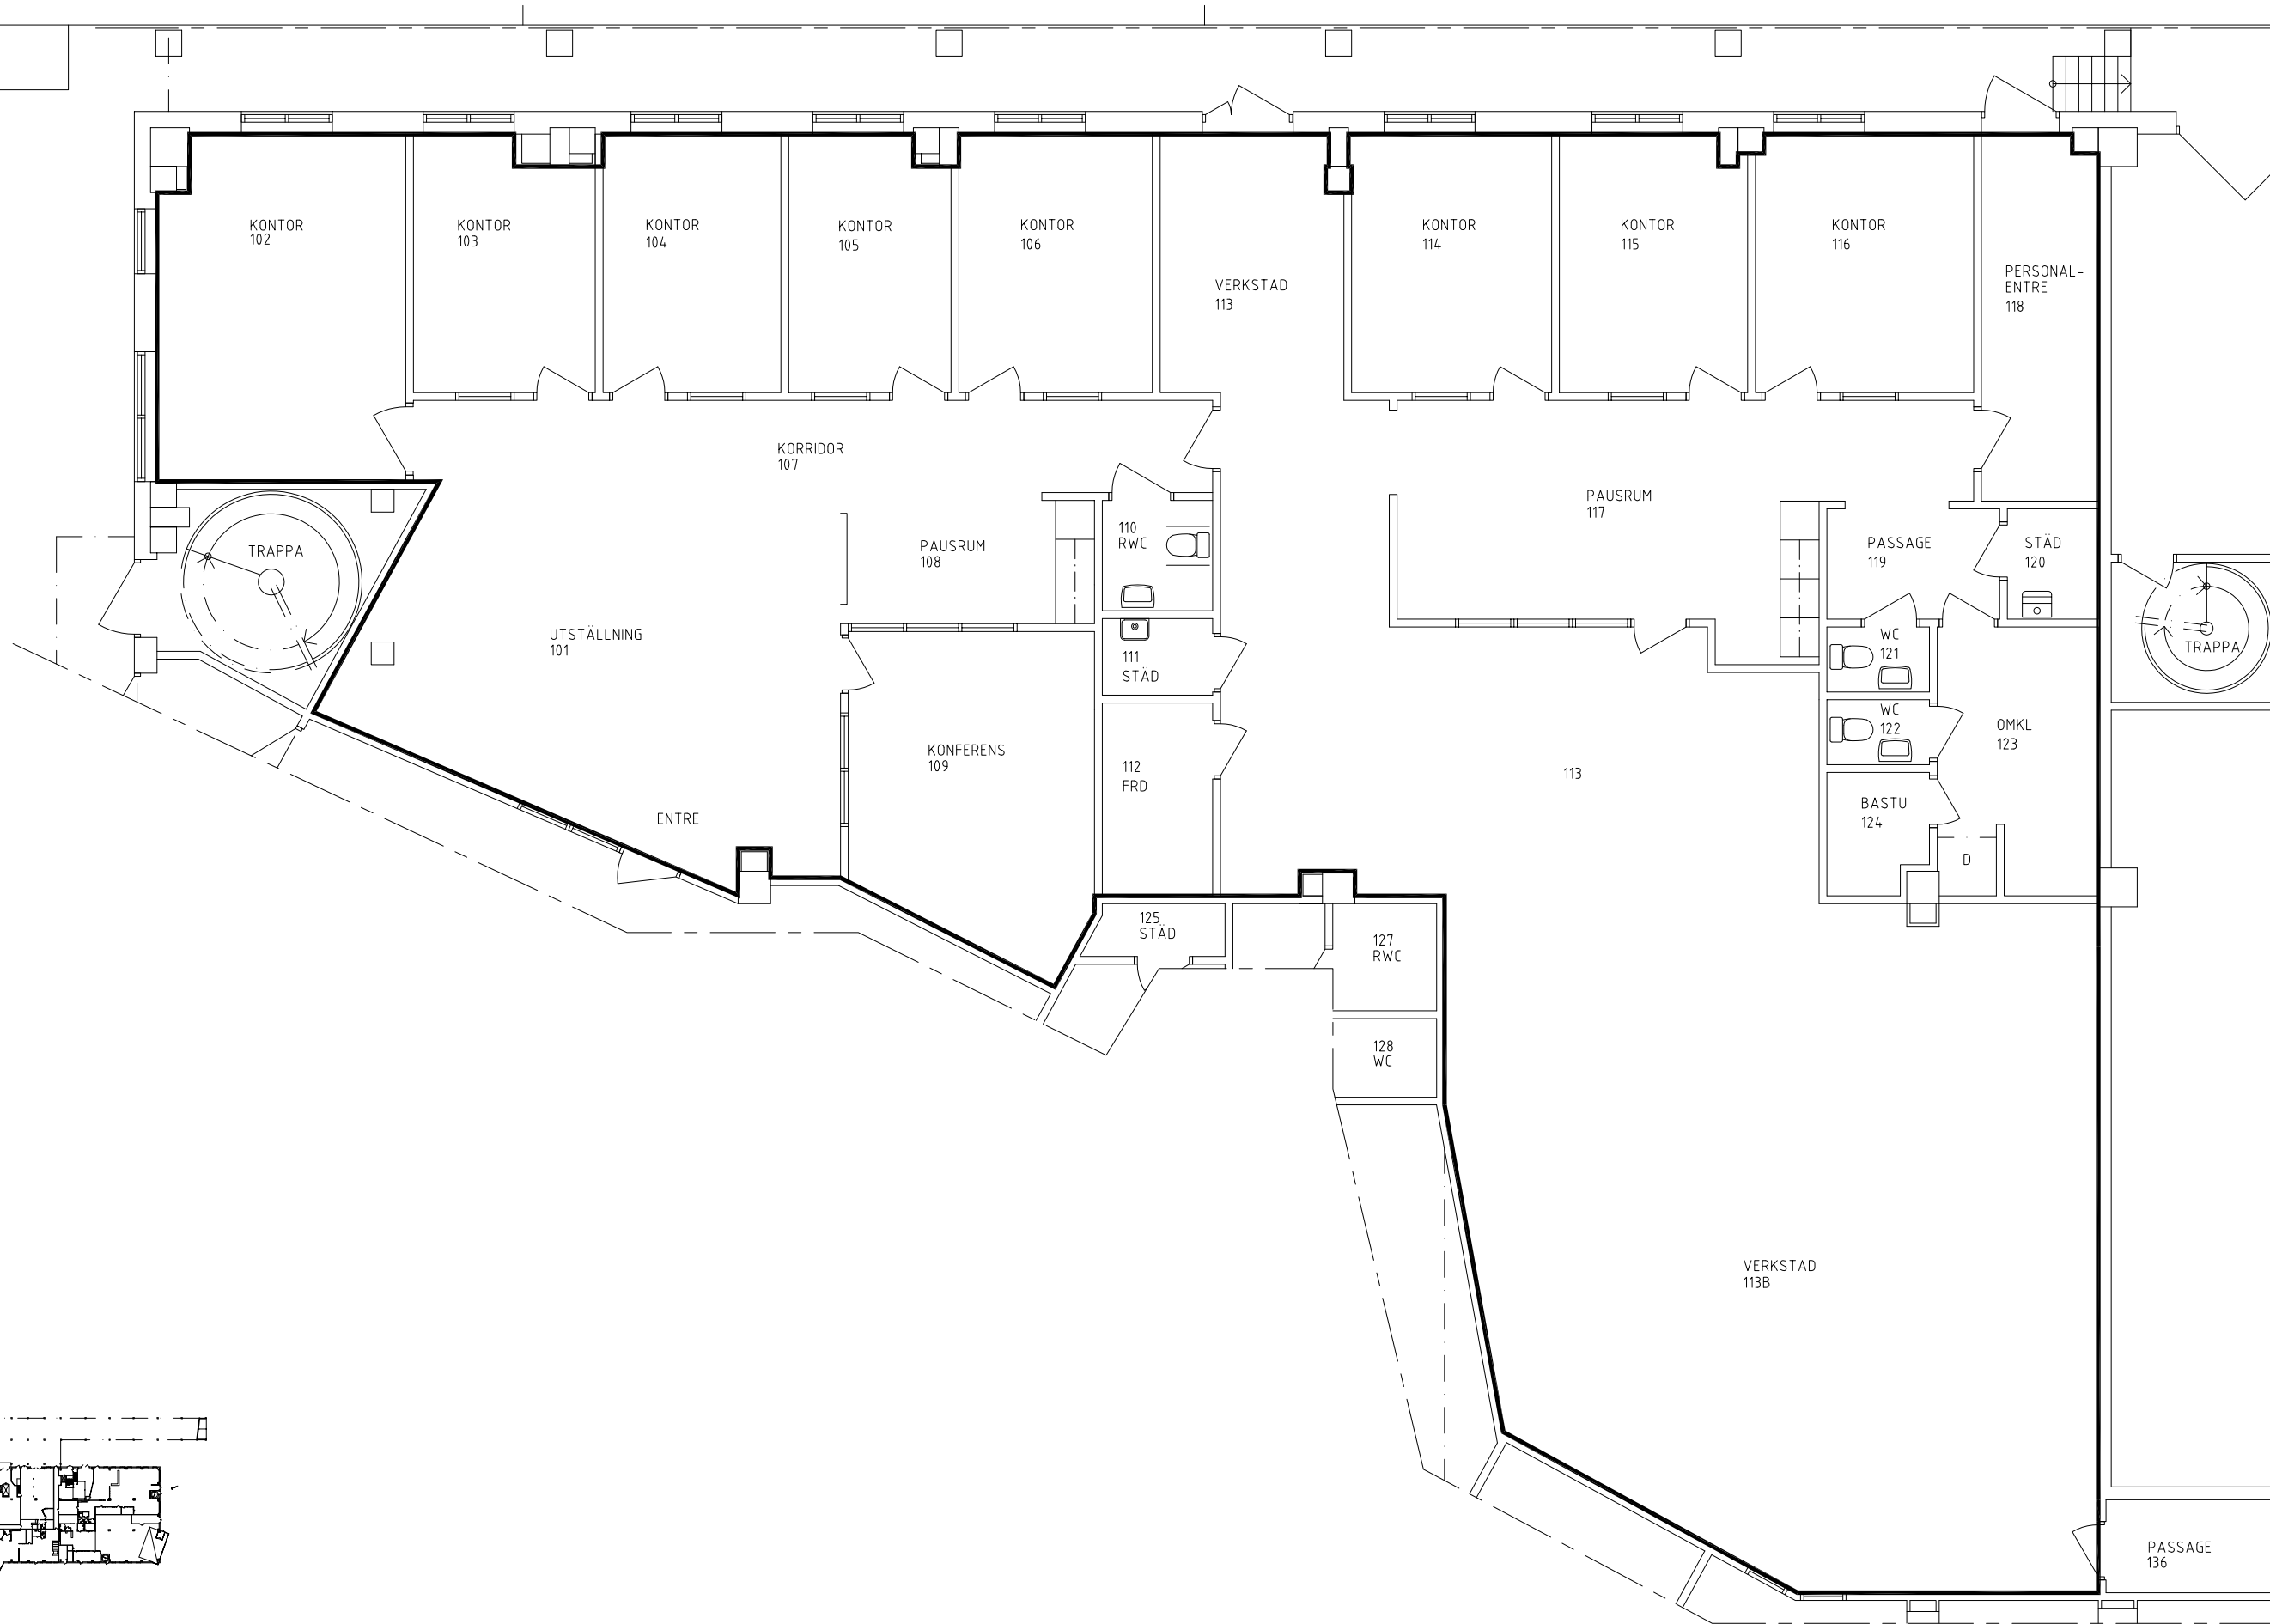 KONTOR
102
KONTOR
103
KONTOR
104
KONTOR
105
KONTOR
106
VERKSTAD
113
KONTOR
114
KONTOR
115
KONTOR
116
PERSONAL-
ENTRE
118
KORRIDOR
107
PAUSRUM
117
TRAPPA
PAUSRUM
108
110
RWC
PASSAGE
119
STÄD
120
UTSTÄLLNING
101
111
STÄD
WC
121
TRAPPA
KONFERENS
109
112
FRD
113
WC
122
OMKL
123
ENTRE
BASTU
124
D
125
STÄD
127
RWC
128
WC
VERKSTAD
113B
PASSAGE
136